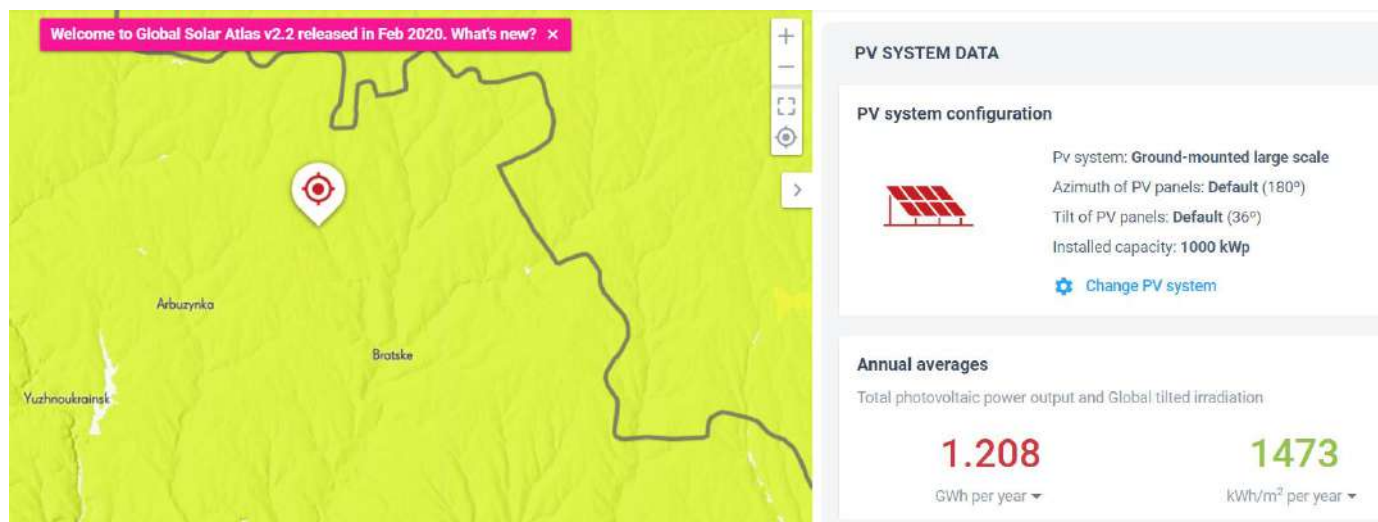 Welcome to Global Solar Atlas v2.2 released in Feb 2020. What's new? ×
Arbuzynka
Bratske
Yuzhnoukrainsk
PV SYSTEM DATA
PV system configuration
Pv system: Ground-mounted large scale
Azimuth of PV panels: Default (180º)
Tilt of PV panels: Default (36º)
Installed capacity: 1000 kWp
Change PV system
Annual averages
Total photovoltaic power output and Global tilted irradiation
1.208
GWh per year
1473
kWh/m² per year